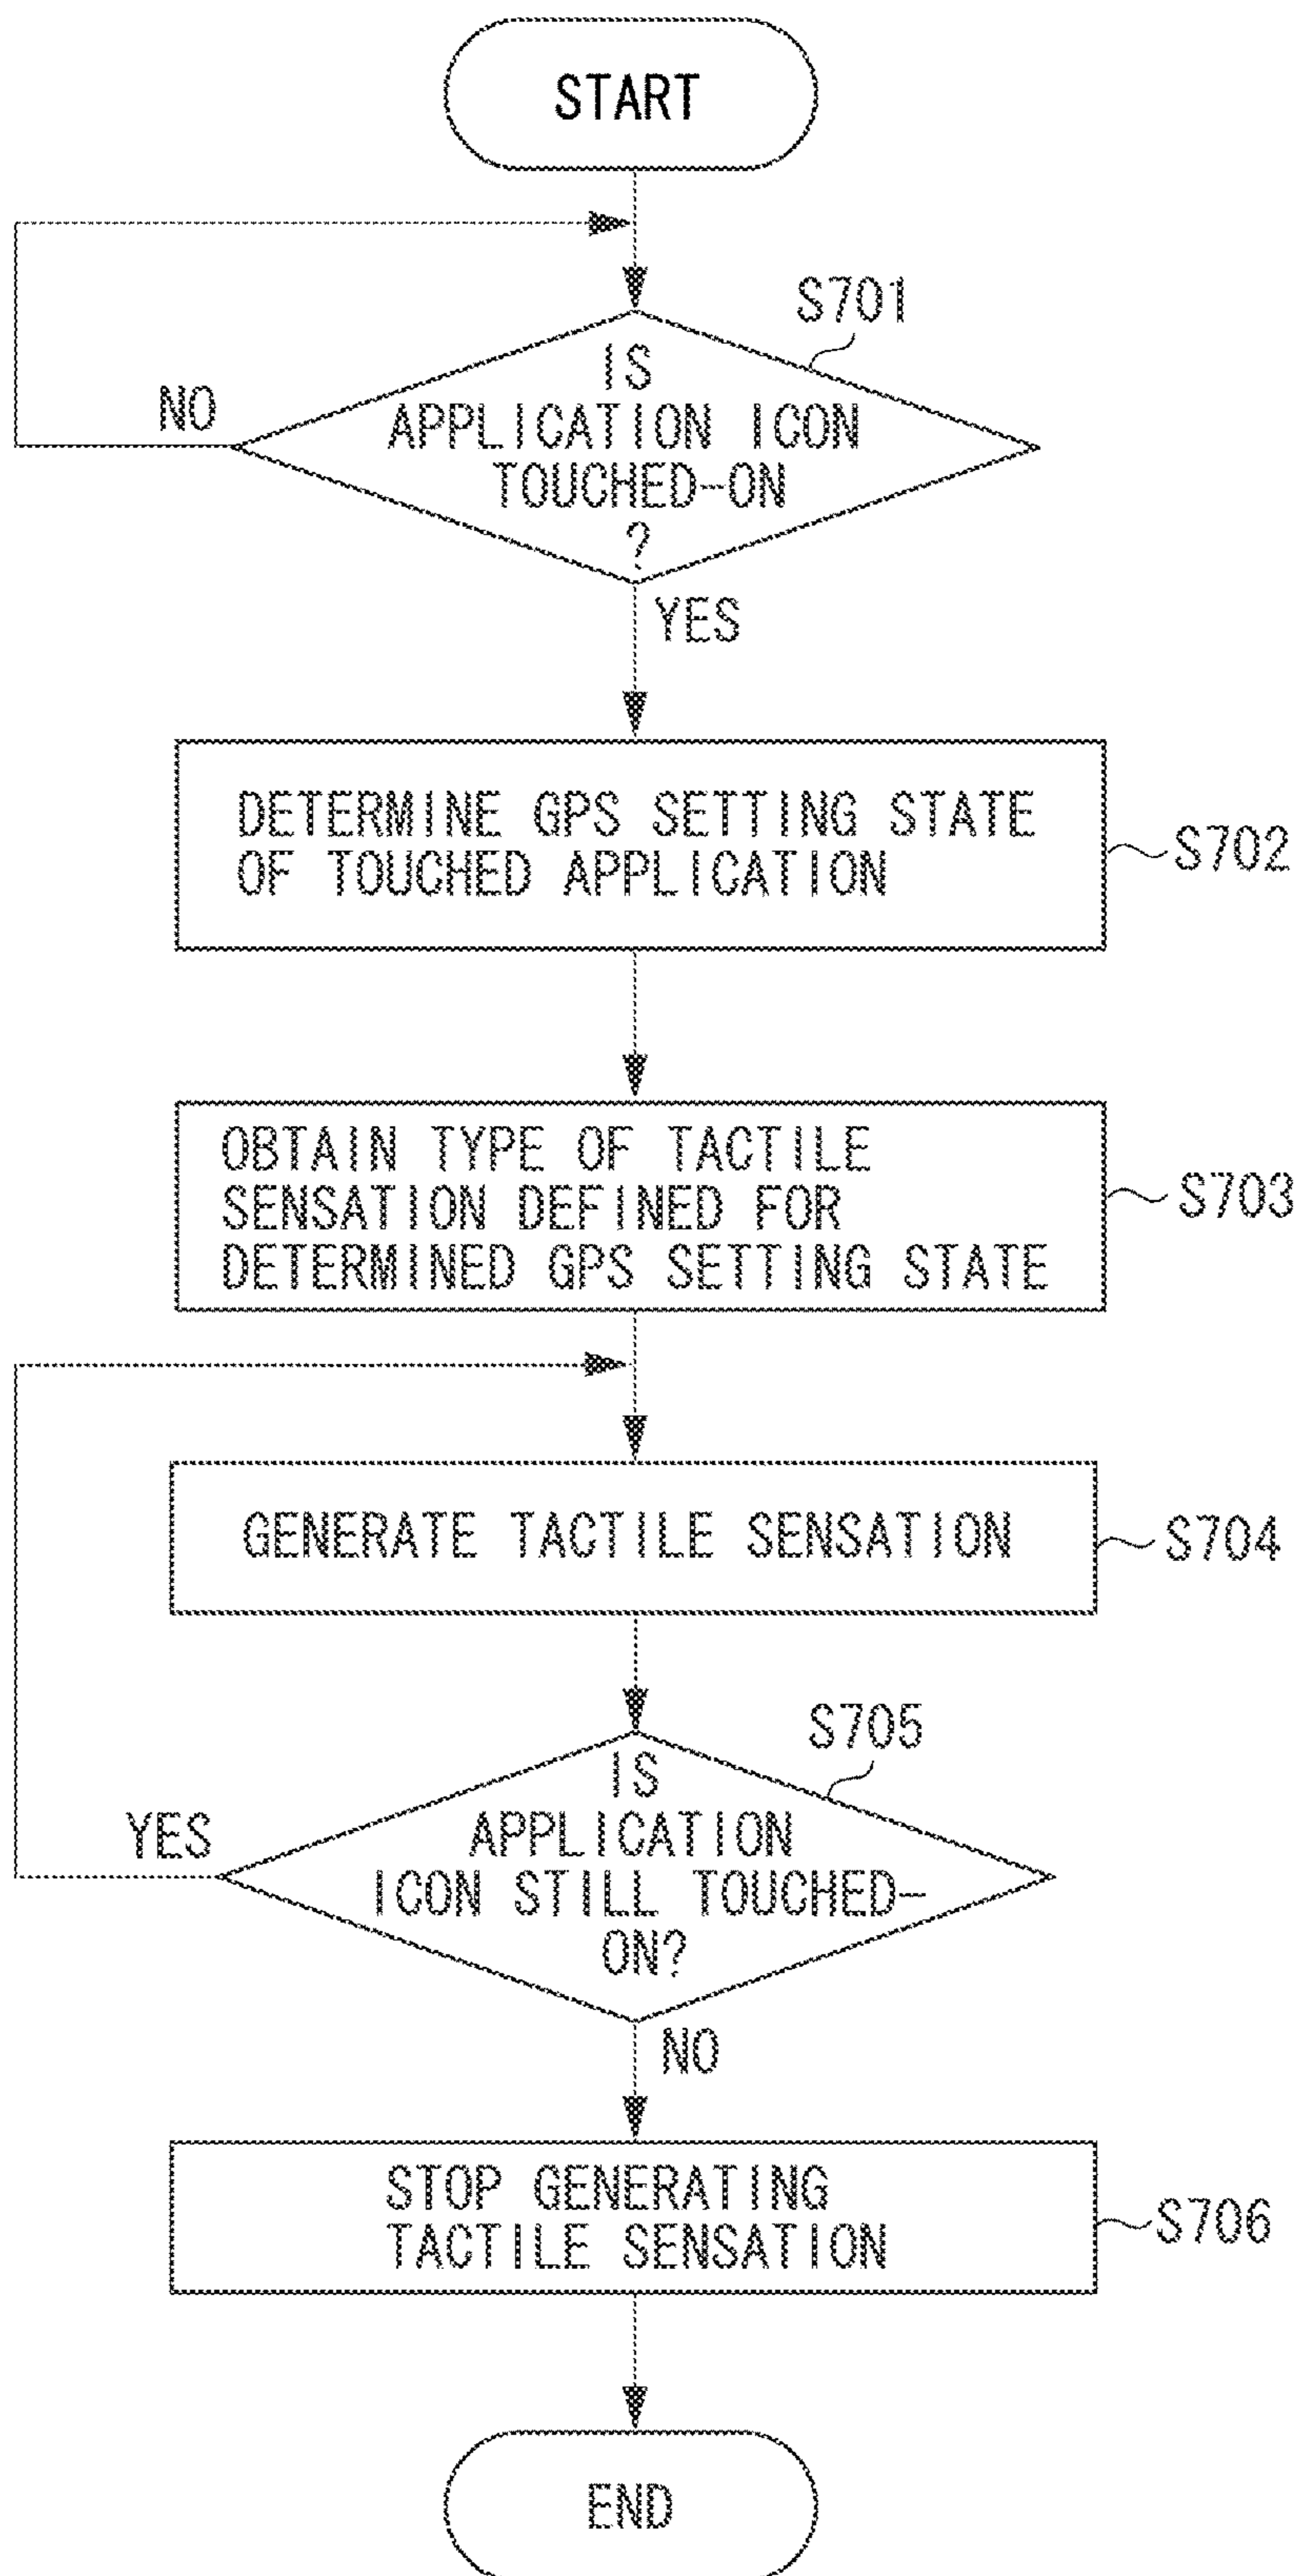 START
S701
IS
APPLICATION ICON
TOUCHED-ON
?
NO
YES
DETERMINE GPS SETTING STATE
OF TOUCHED APPLICATION
S702
OBTAIN TYPE OF TACTILE
SENSATION DEFINED FOR
DETERMINED GPS SETTING STATE
S703
GENERATE TACTILE SENSATION
S704
S705
IS
APPLICATION
ICON STILL TOUCHED-
ON?
YES
NO
STOP GENERATING
TACTILE SENSATION
S706
END